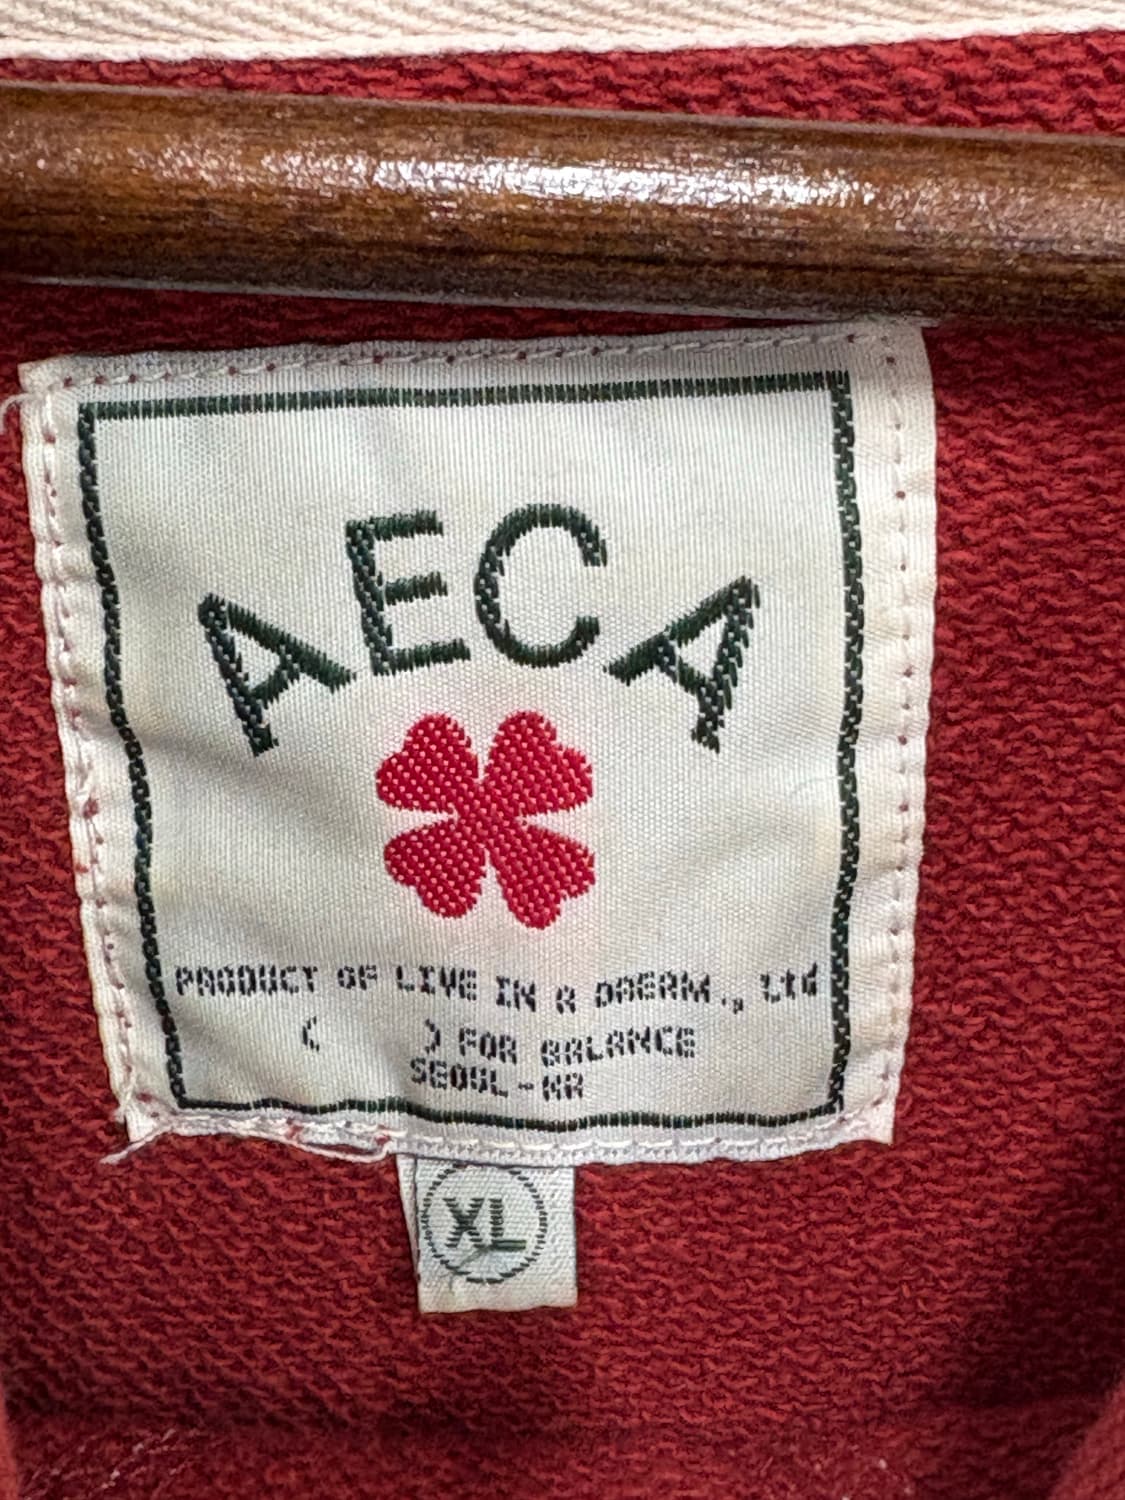 AECA
PRODUCT OF LIVE IN A DREAM., Ltd
( ) FOR BALANCE
SEOUL-KR
XL